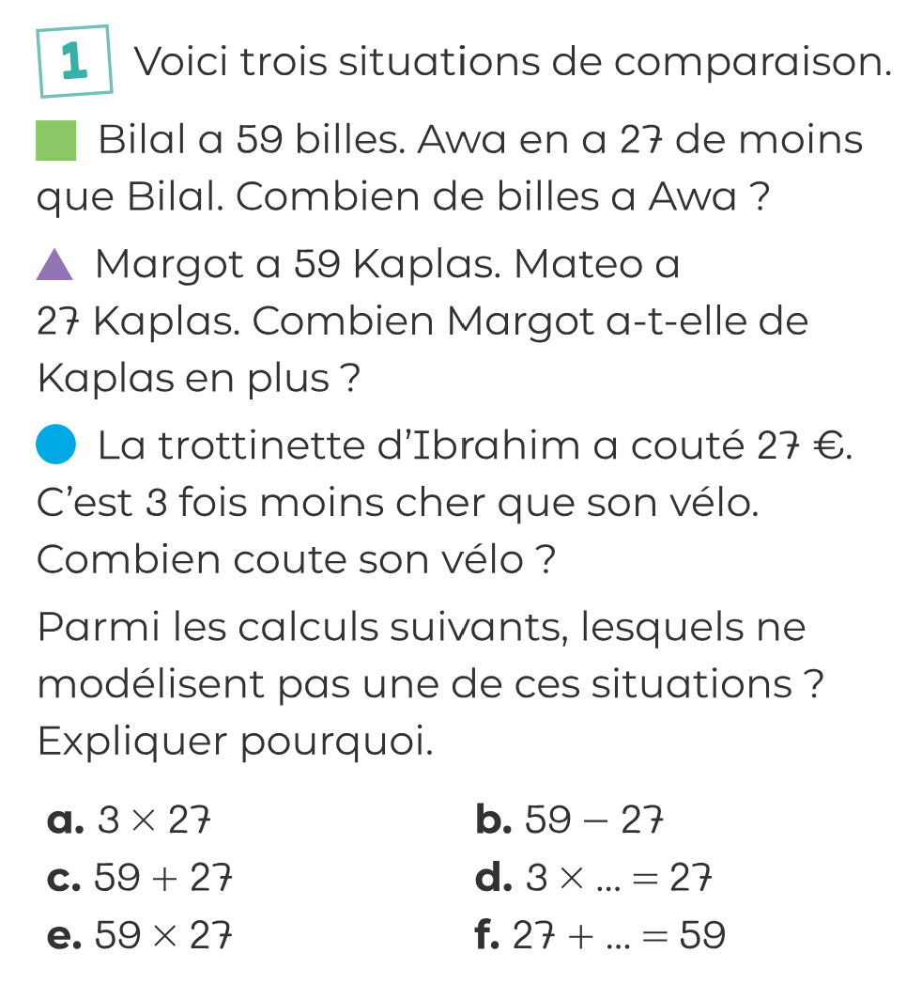 1 Voici trois situations de comparaison.
Bilal a 59 billes. Awa en a 27 de moins
que Bilal. Combien de billes a Awa ?
Margot a 59 Kaplas. Mateo a
27 Kaplas. Combien Margot a-t-elle de
Kaplas en plus ?
La trottinette d’Ibrahim a couté 27 €.
C’est 3 fois moins cher que son vélo.
Combien coute son vélo ?
Parmi les calculs suivants, lesquels ne
modélisent pas une de ces situations ?
Expliquer pourquoi.
a. 3 × 27 b. 59 − 27
c. 59 + 27 d. 3 × ... = 27
e. 59 × 27 f. 27 + ... = 59